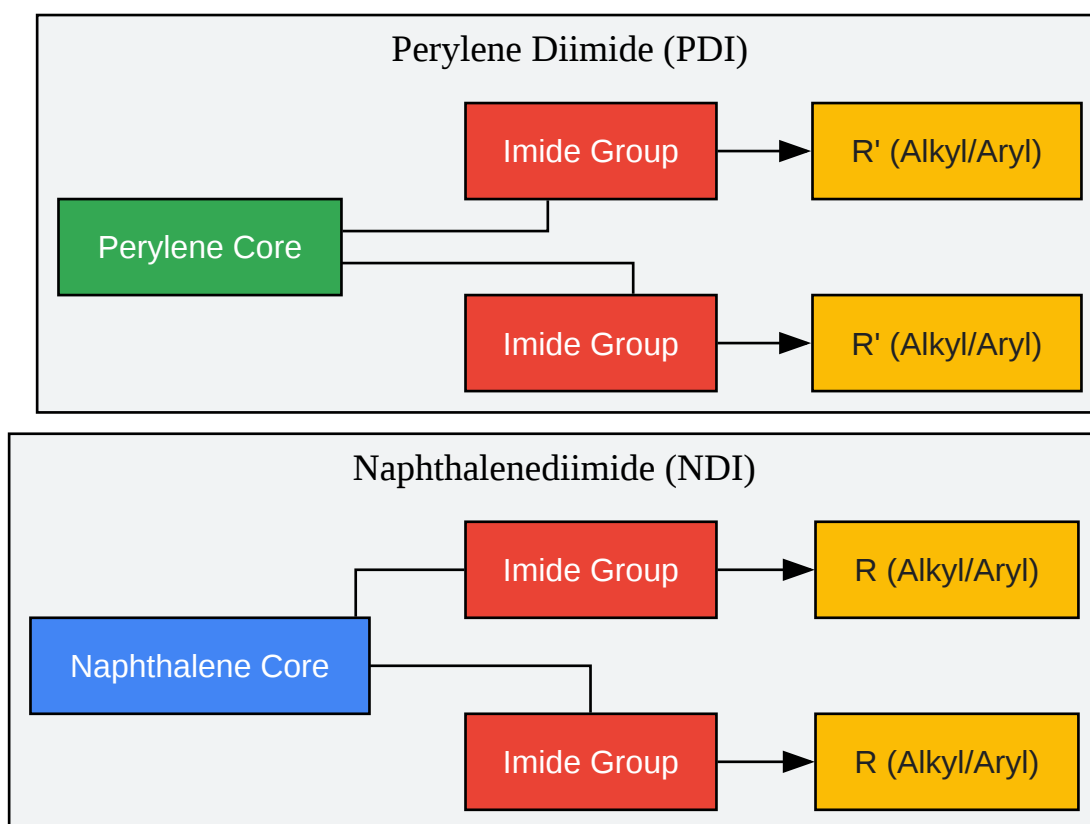 Perylene Diimide (PDI)
Imide Group
R' (Alkyl/Aryl)
Perylene Core
Imide Group
R' (Alkyl/Aryl)
Naphthalenediimide (NDI)
Imide Group
R (Alkyl/Aryl)
Naphthalene Core
Imide Group
R (Alkyl/Aryl)